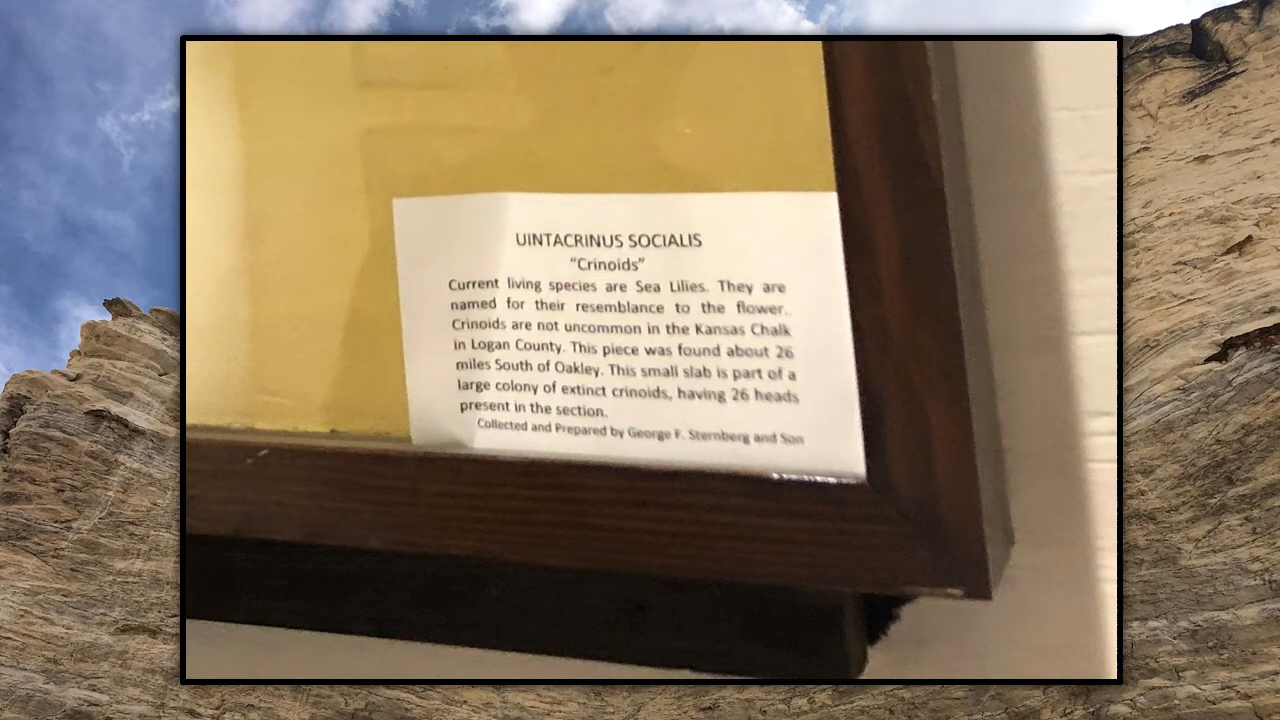 UINTACRINUS SOCIALIS
“Crinoids”
Current living species are Sea Lilies. They are
named for their resemblance to the flower.
Crinoids are not uncommon in the Kansas Chalk
in Logan County. This piece was found about 26
miles South of Oakley. This small slab is part of a
large colony of extinct crinoids, having 26 heads
present in the section.
Collected and Prepared by George F. Sternberg and Son